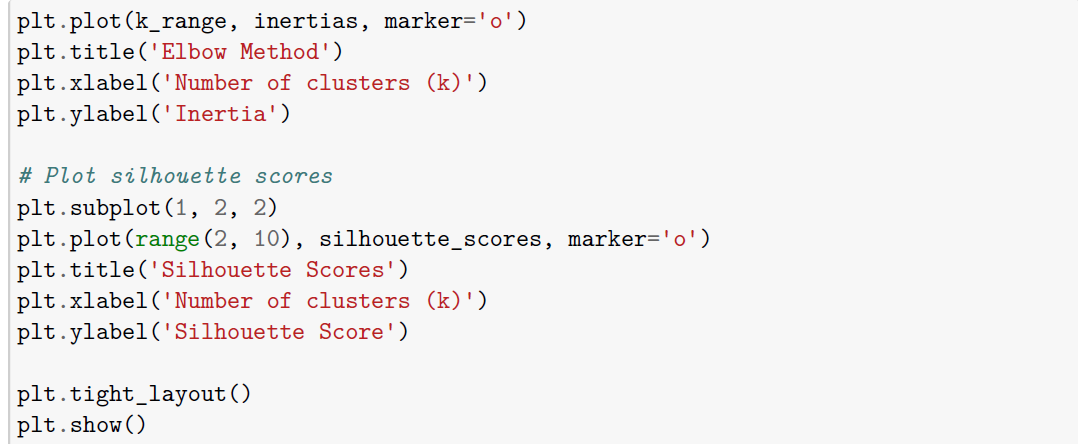 plt.plot(k_range, inertias, marker='o')
plt.title('Elbow Method')
plt.xlabel('Number of clusters (k)')
plt.ylabel('Inertia')
# Plot silhouette scores
plt.subplot(1, 2, 2)
plt.plot(range(2, 10), silhouette_scores, marker='o')
plt.title('Silhouette Scores')
plt.xlabel('Number of clusters (k)')
plt.ylabel('Silhouette Score')
plt.tight_layout()
plt.show()